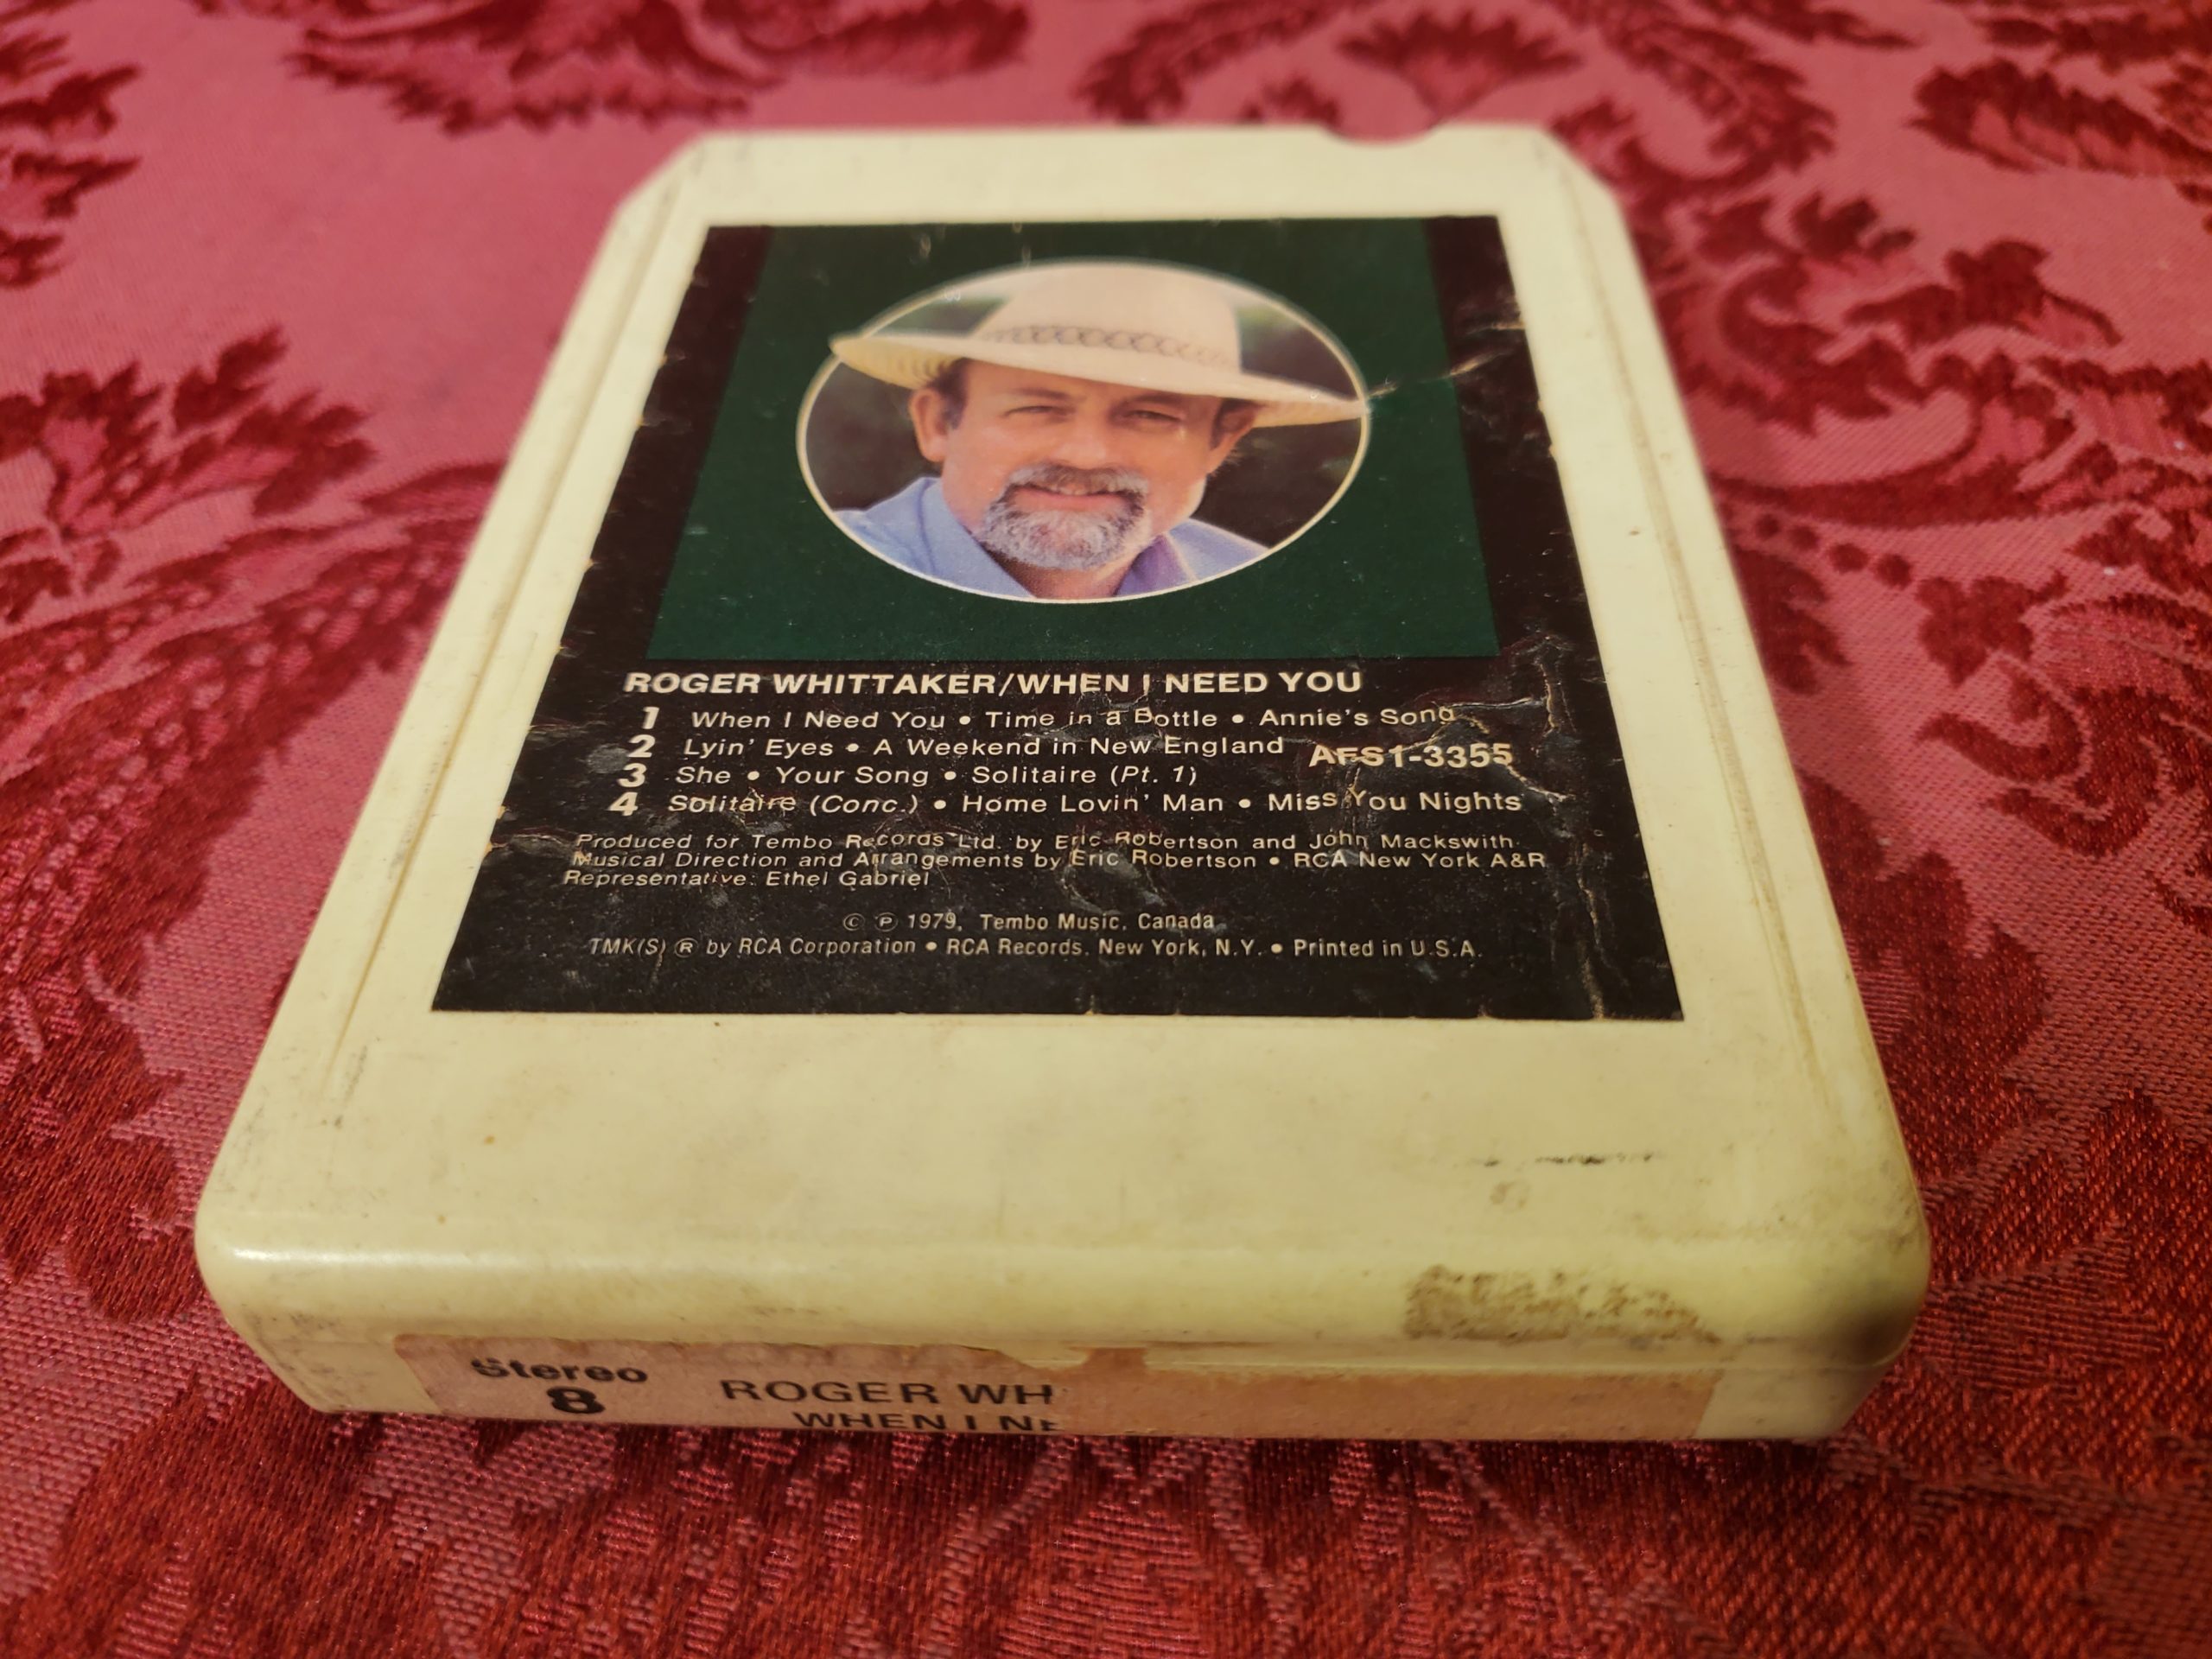 ROGER WHITTAKER/WHEN I NEED YOU
1 When I Need You • Time in a Bottle • Annie's Song
2 Lyin' Eyes • A Weekend in New England
AFS1-3355
3 She • Your Song • Solitaire (Pt. 1)
4 Solitaire (Conc.) • Home Lovin' Man • Miss You Nights
Produced for Tembo Records Ltd. by Eric Robertson and John Mackswith.
Musical Direction and Arrangements by Eric Robertson • RCA New York A&R
Representative: Ethel Gabriel
© ℗ 1979, Tembo Music, Canada
TMK(S) ® by RCA Corporation • RCA Records, New York, N.Y. • Printed in U.S.A.
Stereo
8
ROGER WH
WHEN I NE